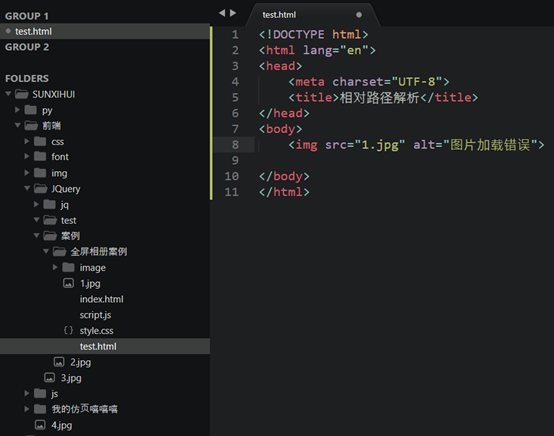 GROUP 1
test.html
GROUP 2
FOLDERS
SUNXIHUI
py
前端
css
font
img
JQuery
jq
test
案例
全屏相册案例
image
1.jpg
index.html
script.js
{} style.css
test.html
2.jpg
3.jpg
js
我的仿页嘻嘻嘻
4.jpg
test.html
1 <!DOCTYPE html>
2 <html lang="en">
3 <head>
4 <meta charset="UTF-8">
5 <title>相对路径解析</title>
6 </head>
7 <body>
8 <img src="1.jpg" alt="图片加载错误">
9
10 </body>
11 </html>